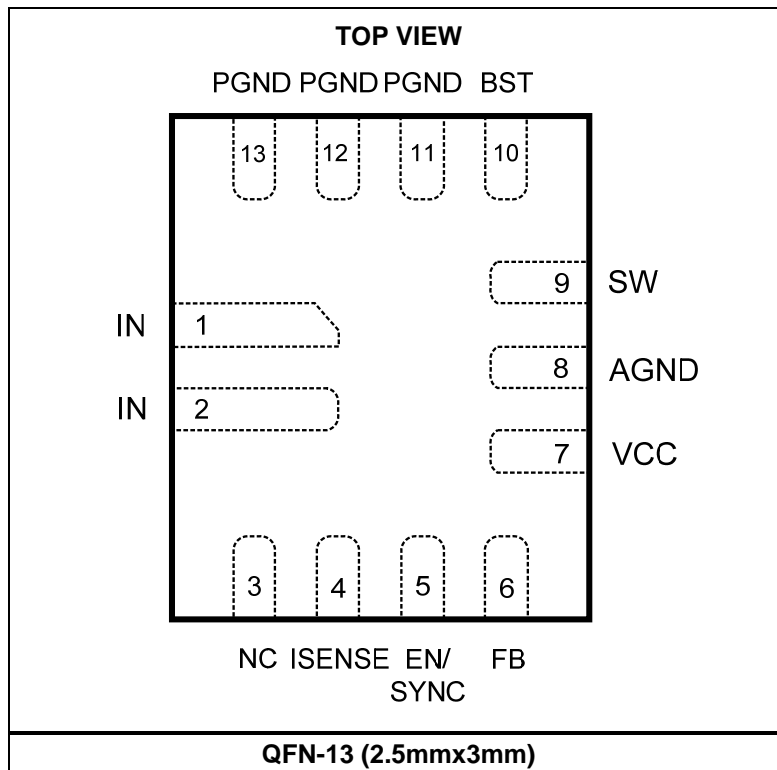 TOP VIEW
PGND PGND PGND BST
13 12 11 10
9 SW
IN 1
8 AGND
IN 2
7 VCC
3 4 5 6
NC ISENSE EN/ FB
SYNC
QFN-13 (2.5mmx3mm)